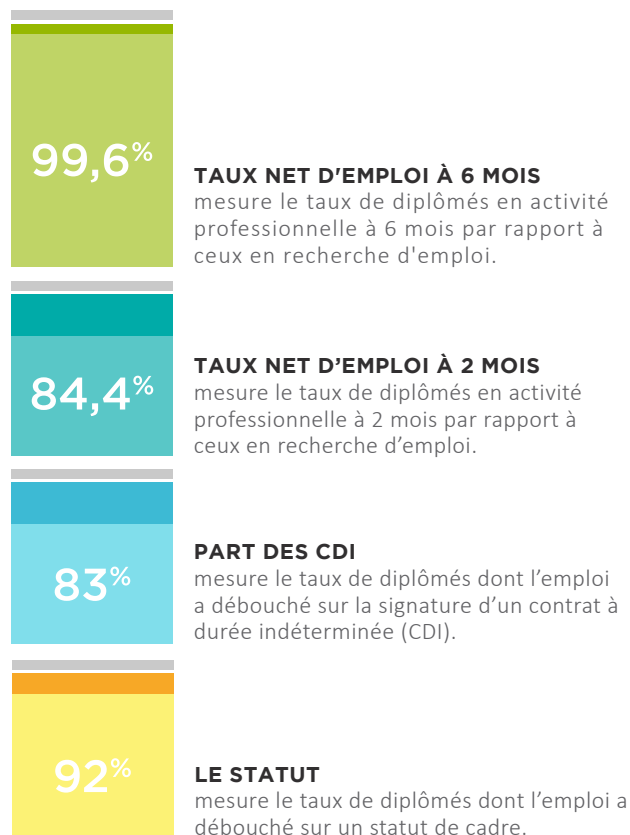 99,6%
TAUX NET D'EMPLOI À 6 MOIS
mesure le taux de diplômés en activité
professionnelle à 6 mois par rapport à
ceux en recherche d'emploi.
84,4%
TAUX NET D’EMPLOI À 2 MOIS
mesure le taux de diplômés en activité
professionnelle à 2 mois par rapport à
ceux en recherche d’emploi.
83%
PART DES CDI
mesure le taux de diplômés dont l’emploi
a débouché sur la signature d’un contrat à
durée indéterminée (CDI).
92%
LE STATUT
mesure le taux de diplômés dont l’emploi a
débouché sur un statut de cadre.